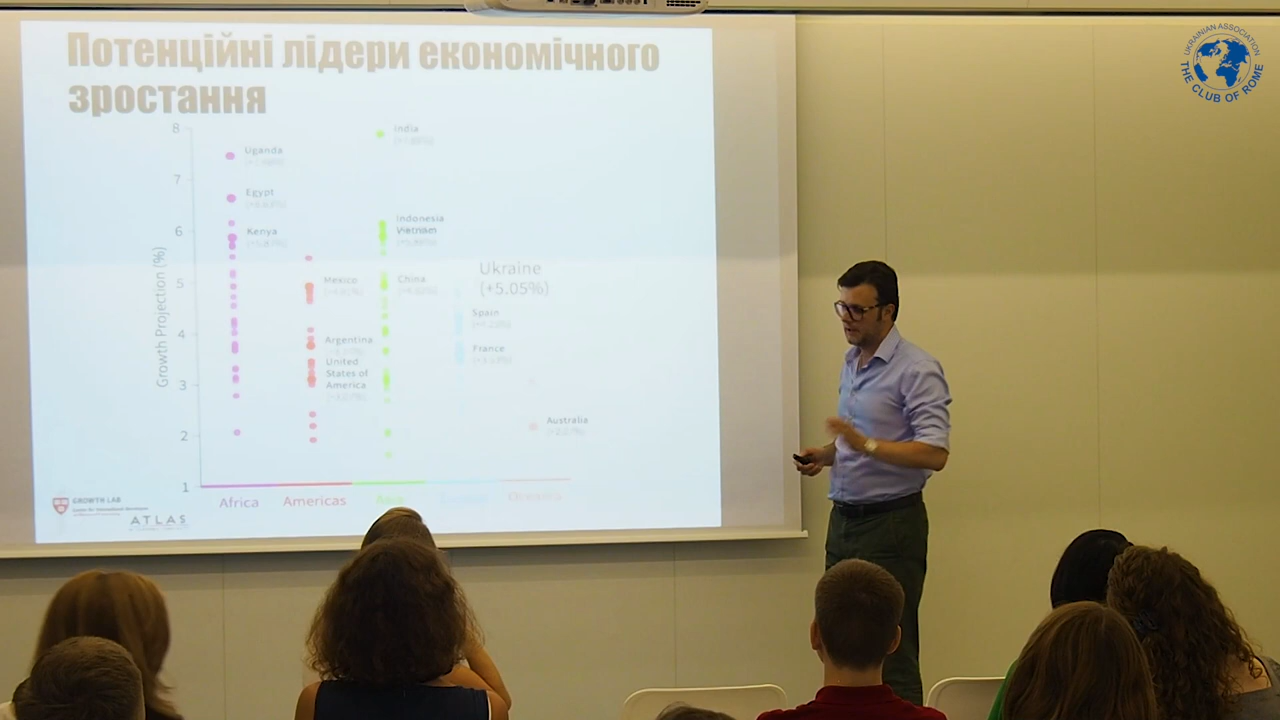 Потенційні лідери економічного
зростання
UKRAINIAN ASSOCIATION
THE CLUB OF ROME
8
India
Uganda
7
Egypt
Indonesia
6
Kenya
Vietnam
Ukraine
5
Mexico
China
(+5.05%)
Spain
4
Argentina
France
United
States of
3
America
Australia
2
1
Growth Projection (%)
Africa
Americas
Asia
Oceania
GROWTH LAB
ATLAS